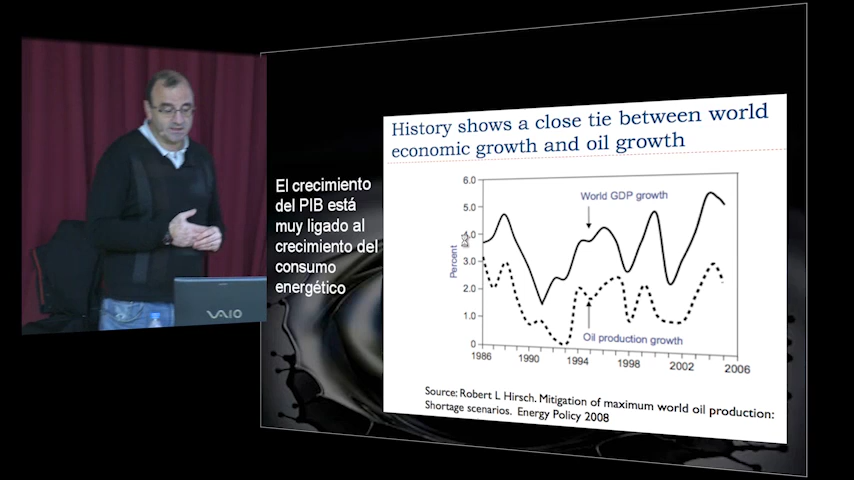 El crecimiento
del PIB está
muy ligado al
crecimiento del
consumo
energético
History shows a close tie between world
economic growth and oil growth
6.0
5.0
4.0
3.0
2.0
1.0
0
Percent
World GDP growth
Oil production growth
1986
1990
1994
1998
2002
2006
Source: Robert L Hirsch. Mitigation of maximum world oil production:
Shortage scenarios. Energy Policy 2008
VAIO